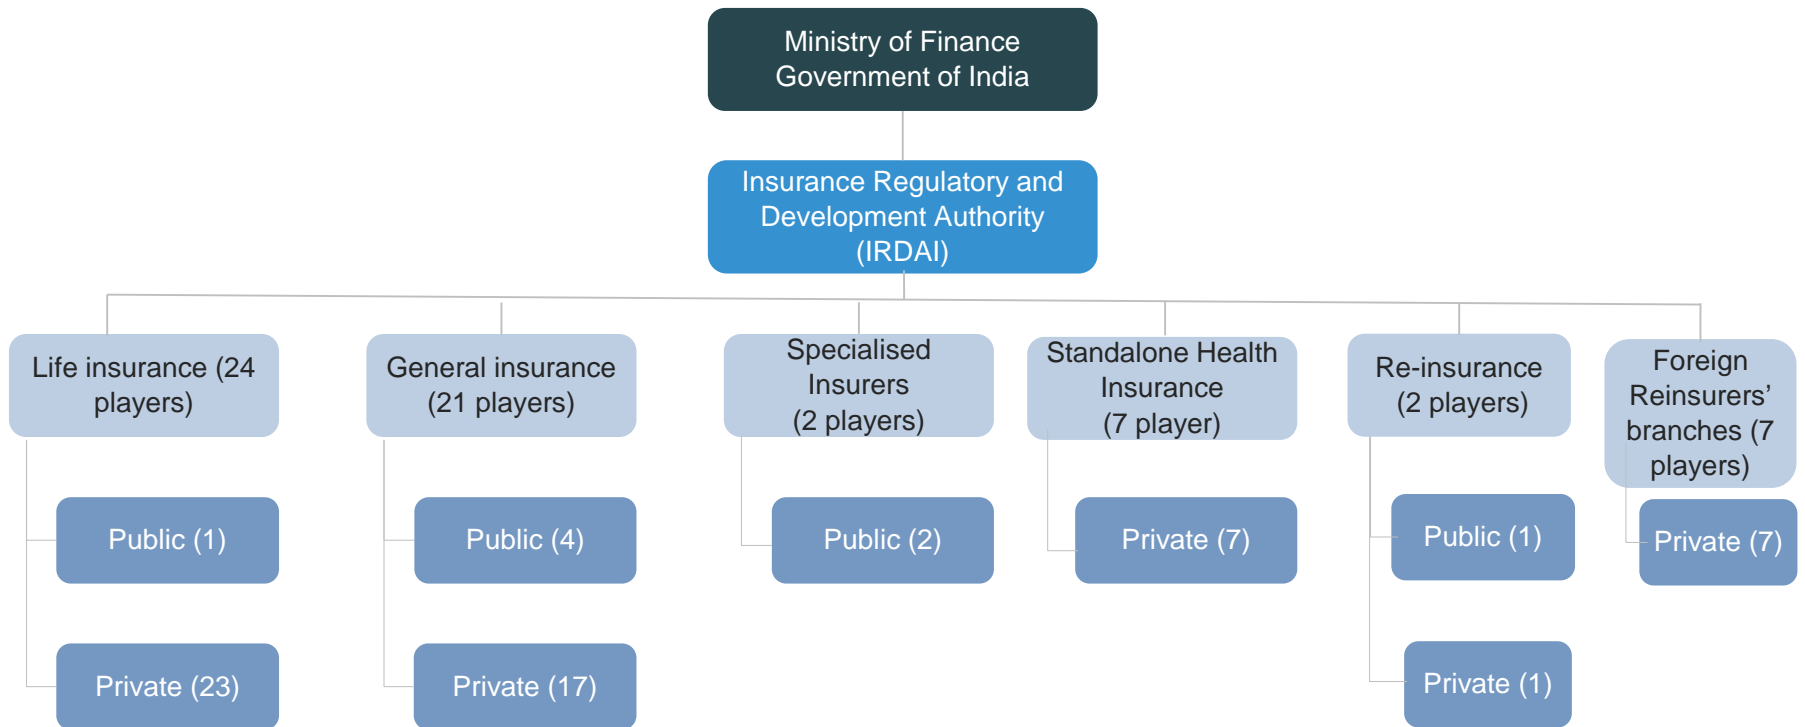 Ministry of Finance
Government of India
Insurance Regulatory and
Development Authority
(IRDAI)
Life insurance (24
players)
General insurance
(21 players)
Specialised
Insurers
(2 players)
Standalone Health
Insurance
(7 player)
Re-insurance
(2 players)
Foreign
Reinsurers’
branches (7
players)
Public (1)
Public (4)
Public (2)
Private (7)
Public (1)
Private (7)
Private (23)
Private (17)
Private (1)